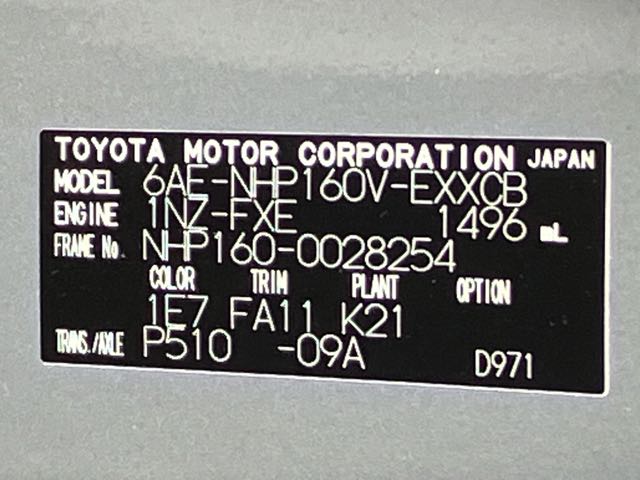 TOYOTA MOTOR CORPORATION JAPAN
MODEL 6AE-NHP160V-EXXCB
ENGINE 1NZ-FXE 1496 mL
FRAME No. NHP160-0028254
COLOR TRIM PLANT OPTION
1E7 FA11 K21
TRANS./AXLE P510 -09A D971